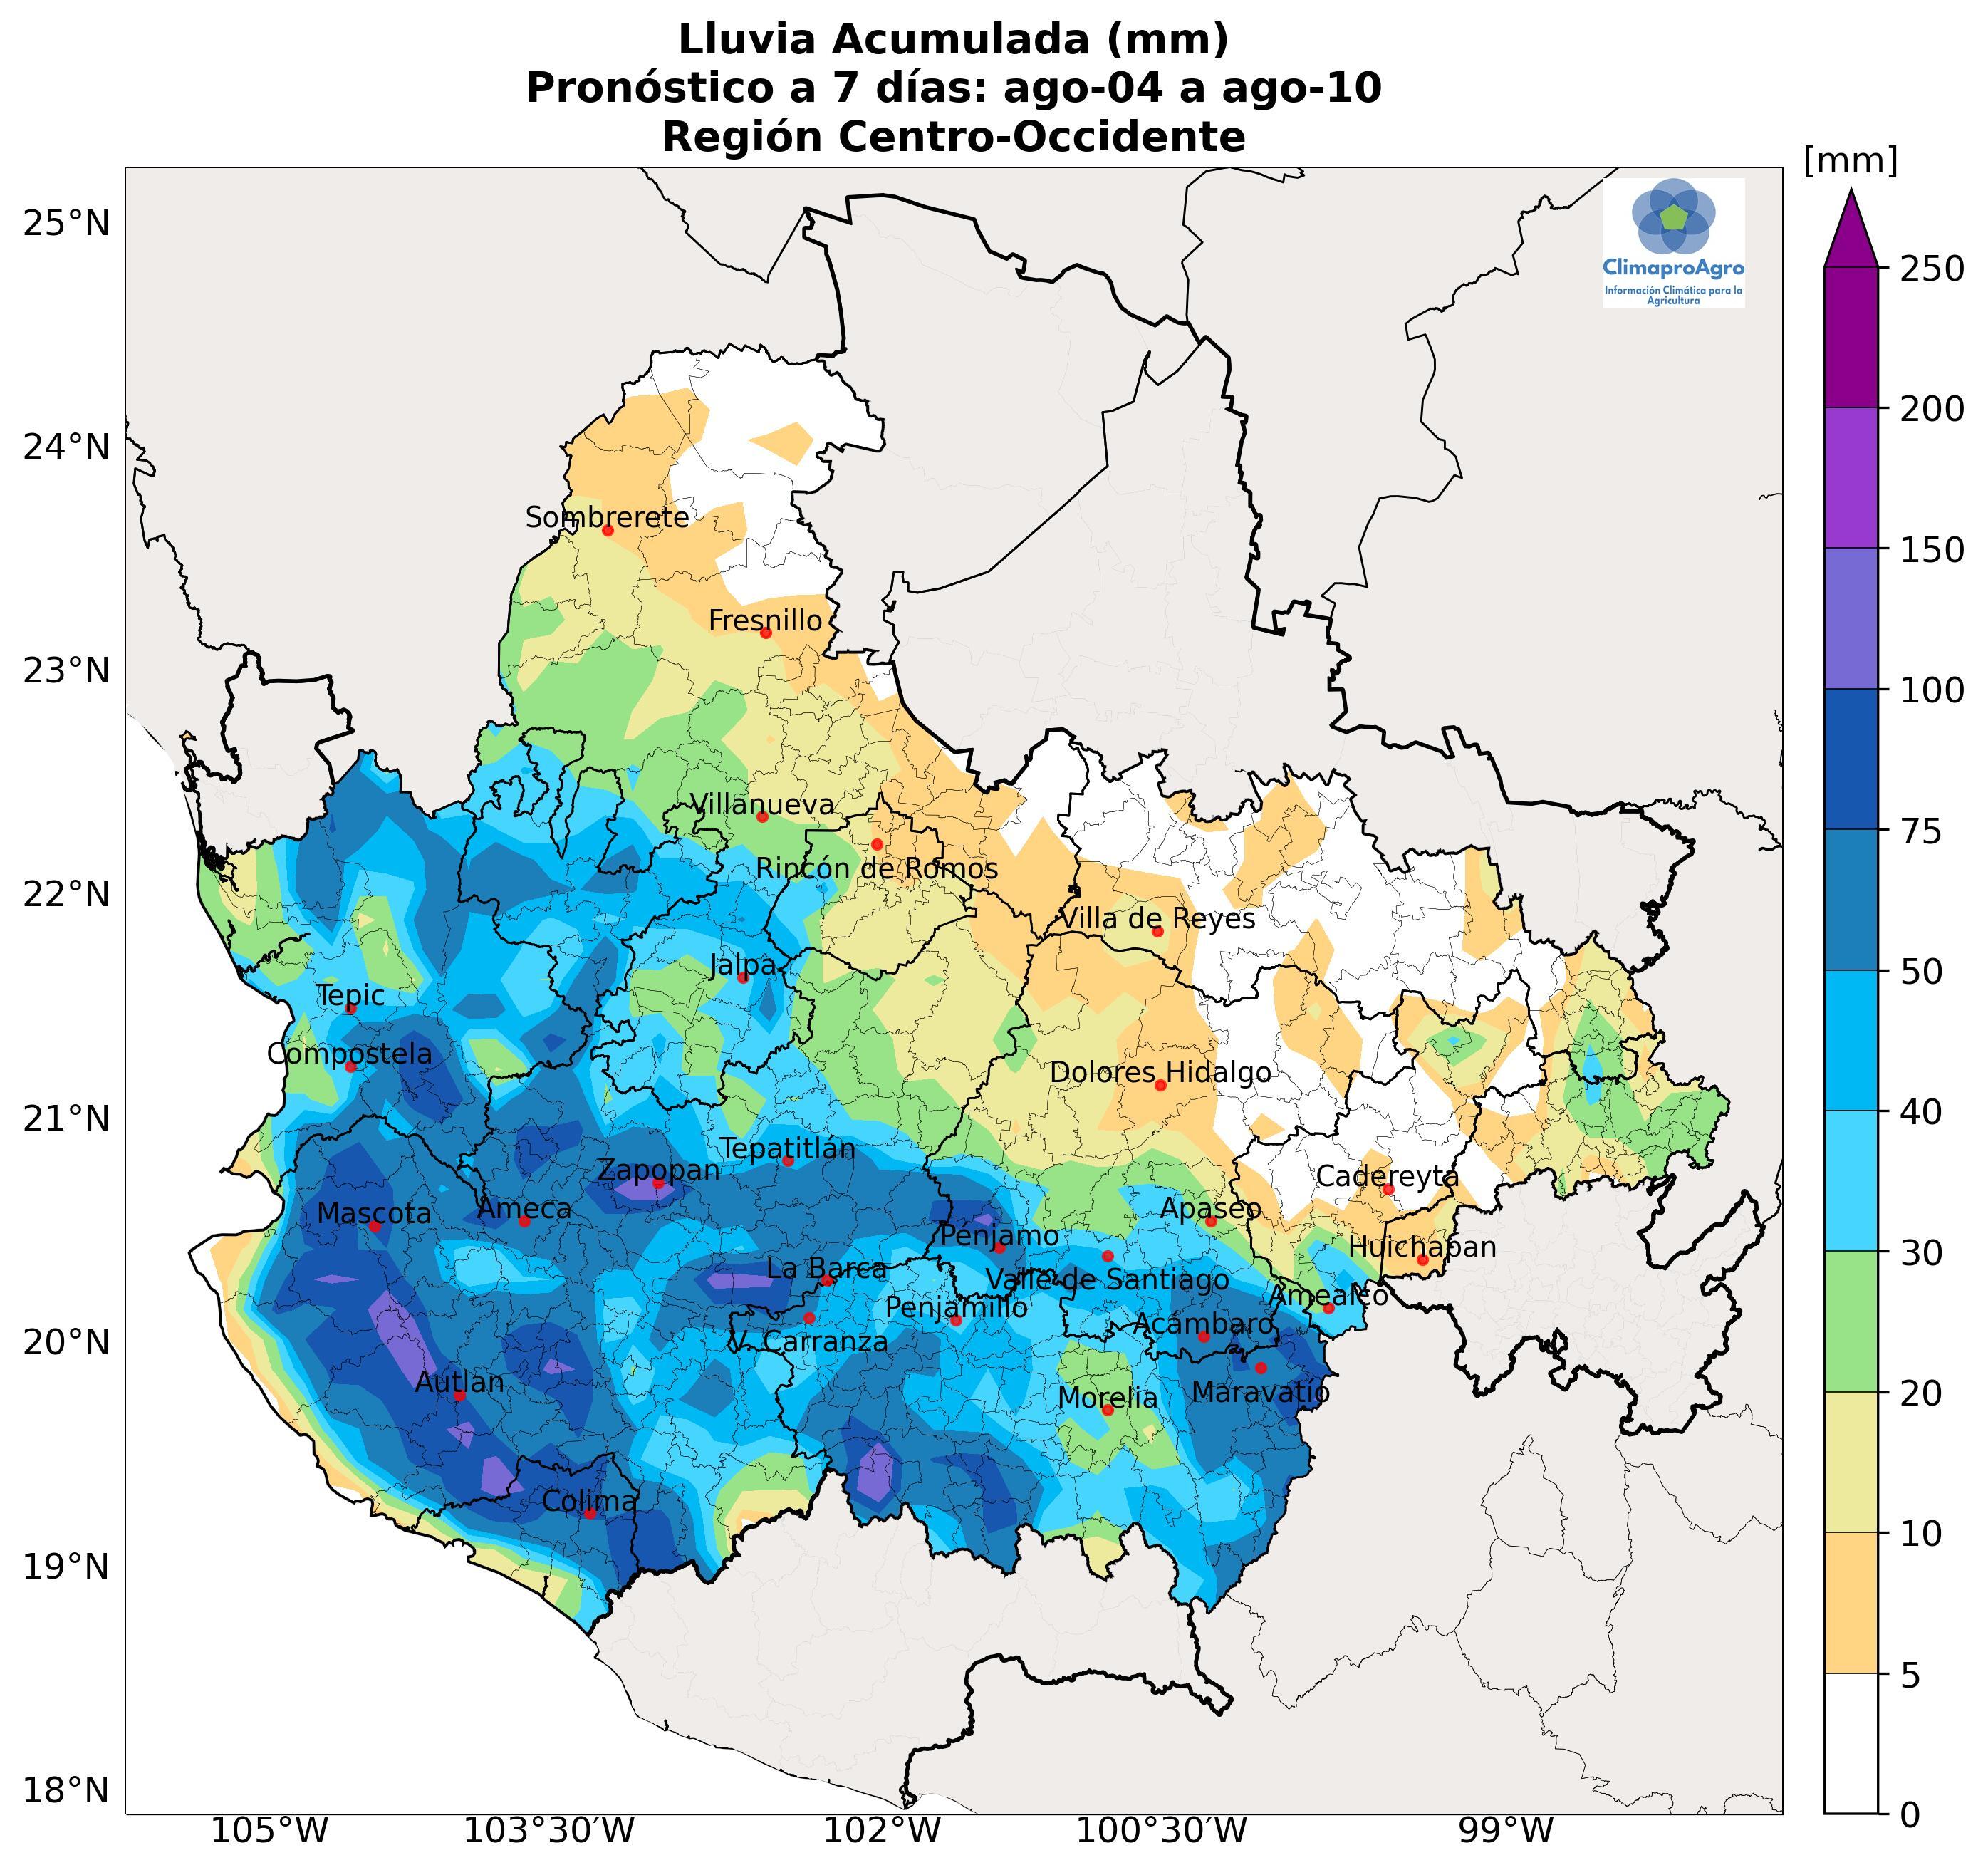 Lluvia Acumulada (mm)
Pronóstico a 7 días: ago-04 a ago-10
Región Centro-Occidente
[mm]
25°N
24°N
23°N
22°N
21°N
20°N
19°N
18°N
105°W
103°30'W
102°W
100°30'W
99°W
250
200
150
100
75
50
40
30
20
10
5
0
ClimaproAgro
Información Climática para la
Agricultura
Sombrerete
Fresnillo
Villanueva
Rincón de Romos
Villa de Reyes
Jalpa
Tepic
Compostela
Dolores Hidalgo
Tepatitlán
Zapopan
Cadereyta
Mascota
Ameca
Apaseo
Pénjamo
Huichapan
La Barca
Valle de Santiago
Amealco
Penjamillo
Acámbaro
V. Carranza
Autlan
Morelia
Maravatío
Colima